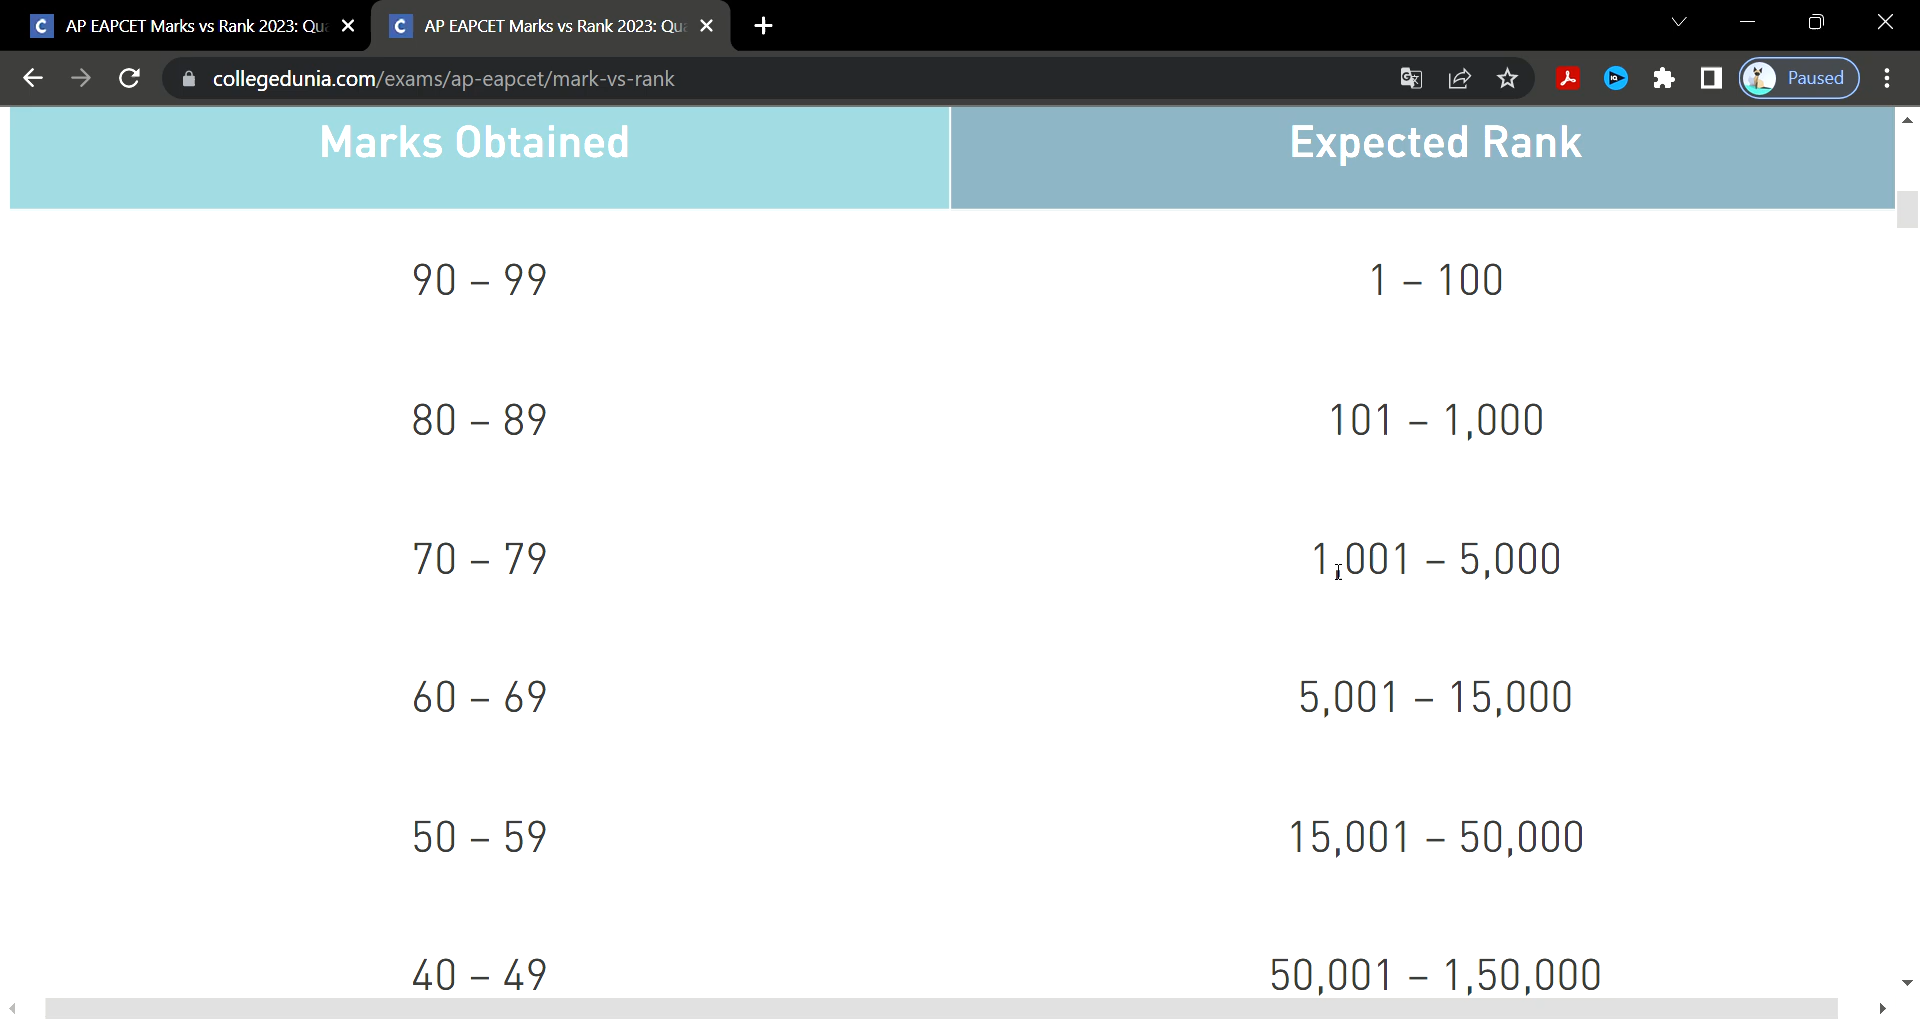 AP EAPCET Marks vs Rank 2023: Qu
AP EAPCET Marks vs Rank 2023: Qu
collegedunia.com/exams/ap-eapcet/mark-vs-rank
Paused
Marks Obtained Expected Rank
90 – 99 1 – 100
80 – 89 101 – 1,000
70 – 79 1,001 – 5,000
60 – 69 5,001 – 15,000
50 – 59 15,001 – 50,000
40 – 49 50,001 – 1,50,000